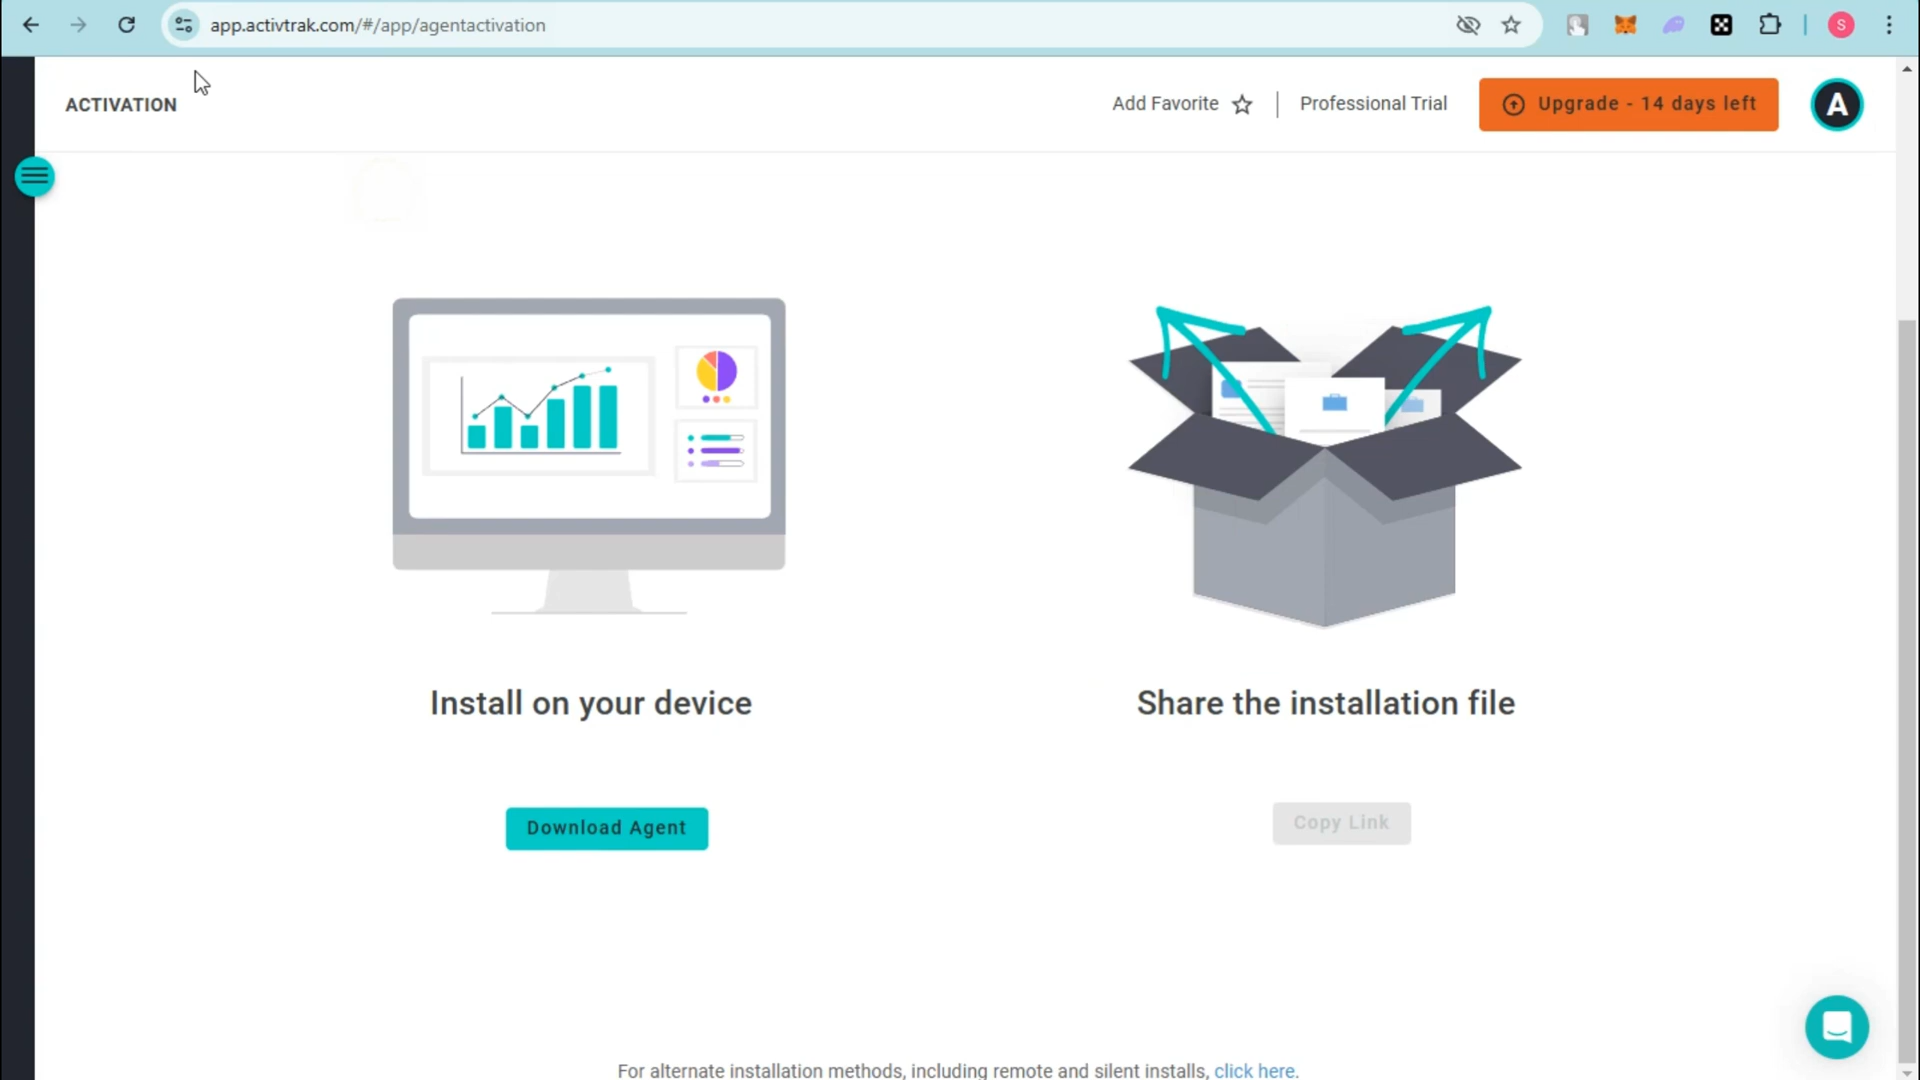 app.activtrak.com/#/app/agentactivation
S
ACTIVATION
Add Favorite
Professional Trial
Upgrade - 14 days left
A
Install on your device
Share the installation file
Download Agent
Copy Link
For alternate installation methods, including remote and silent installs, click here.